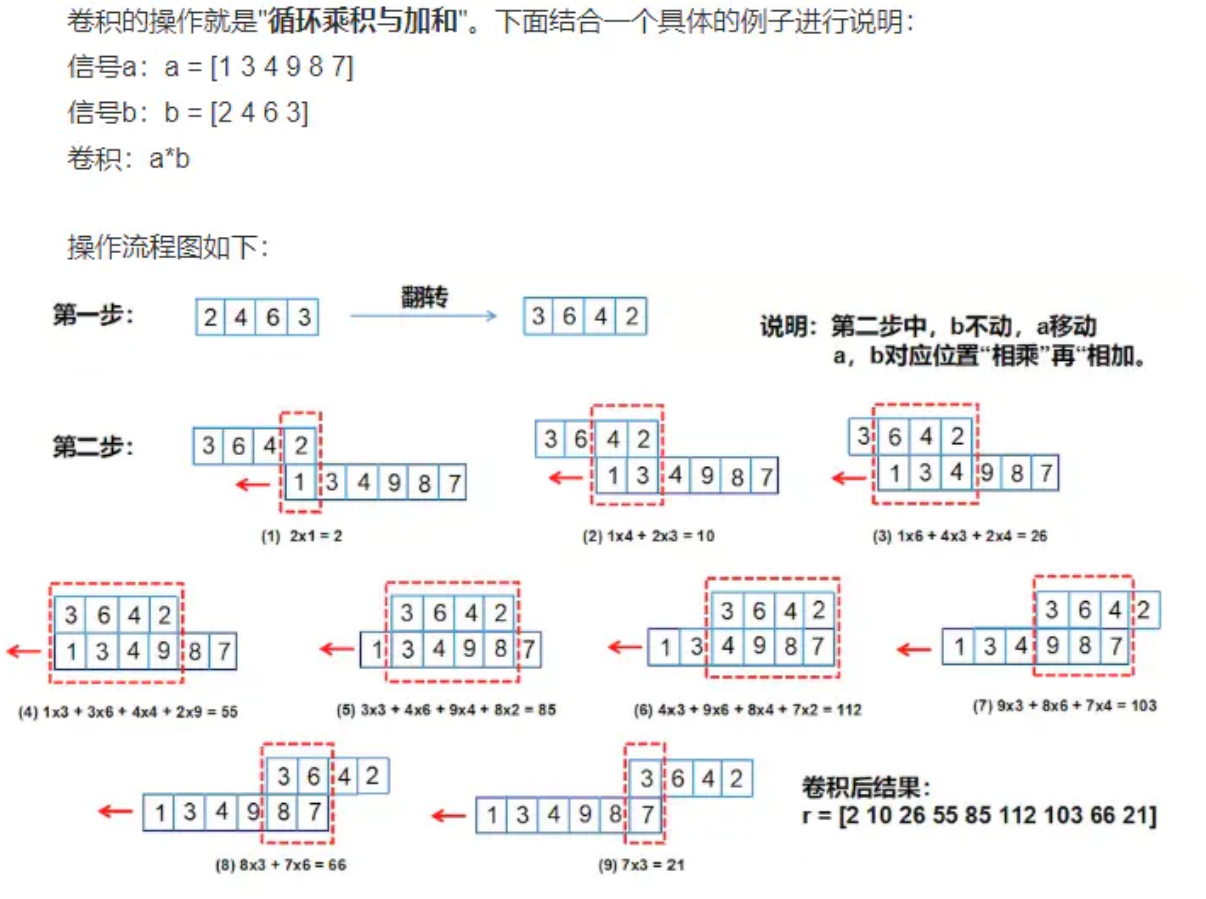 卷积的操作就是"循环乘积与加和"。下面结合一个具体的例子进行说明：
信号a：a = [1 3 4 9 8 7]
信号b：b = [2 4 6 3]
卷积：a*b
操作流程图如下：
第一步：
2 4 6 3
翻转
3 6 4 2
说明：第二步中，b不动，a移动
a，b对应位置“相乘”再“相加。
第二步：
3 6 4 2
1 3 4 9 8 7
(1) 2x1 = 2
3 6 4 2
1 3 4 9 8 7
(2) 1x4 + 2x3 = 10
3 6 4 2
1 3 4 9 8 7
(3) 1x6 + 4x3 + 2x4 = 26
3 6 4 2
1 3 4 9 8 7
(4) 1x3 + 3x6 + 4x4 + 2x9 = 55
3 6 4 2
1 3 4 9 8 7
(5) 3x3 + 4x6 + 9x4 + 8x2 = 85
3 6 4 2
1 3 4 9 8 7
(6) 4x3 + 9x6 + 8x4 + 7x2 = 112
3 6 4 2
1 3 4 9 8 7
(7) 9x3 + 8x6 + 7x4 = 103
3 6 4 2
1 3 4 9 8 7
(8) 8x3 + 7x6 = 66
3 6 4 2
1 3 4 9 8 7
(9) 7x3 = 21
卷积后结果：
r = [2 10 26 55 85 112 103 66 21]